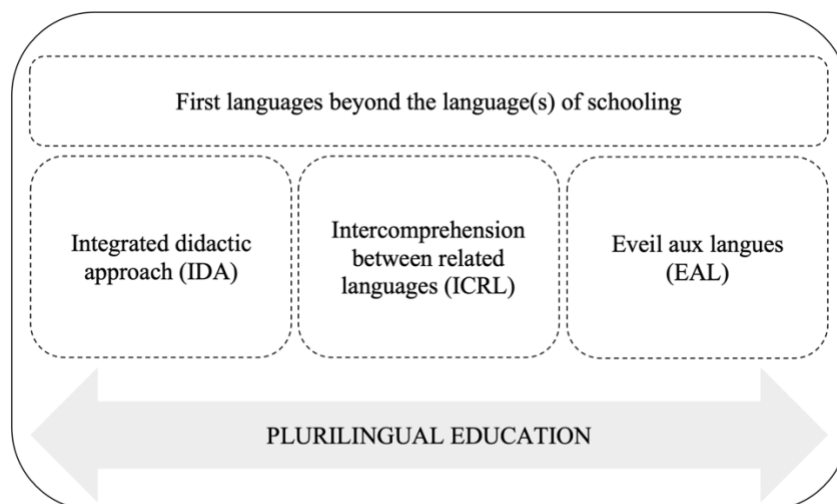 First languages beyond the language(s) of schooling
Integrated didactic
approach (IDA)
Intercomprehension
between related
languages (ICRL)
Eveil aux langues
(EAL)
PLURILINGUAL EDUCATION